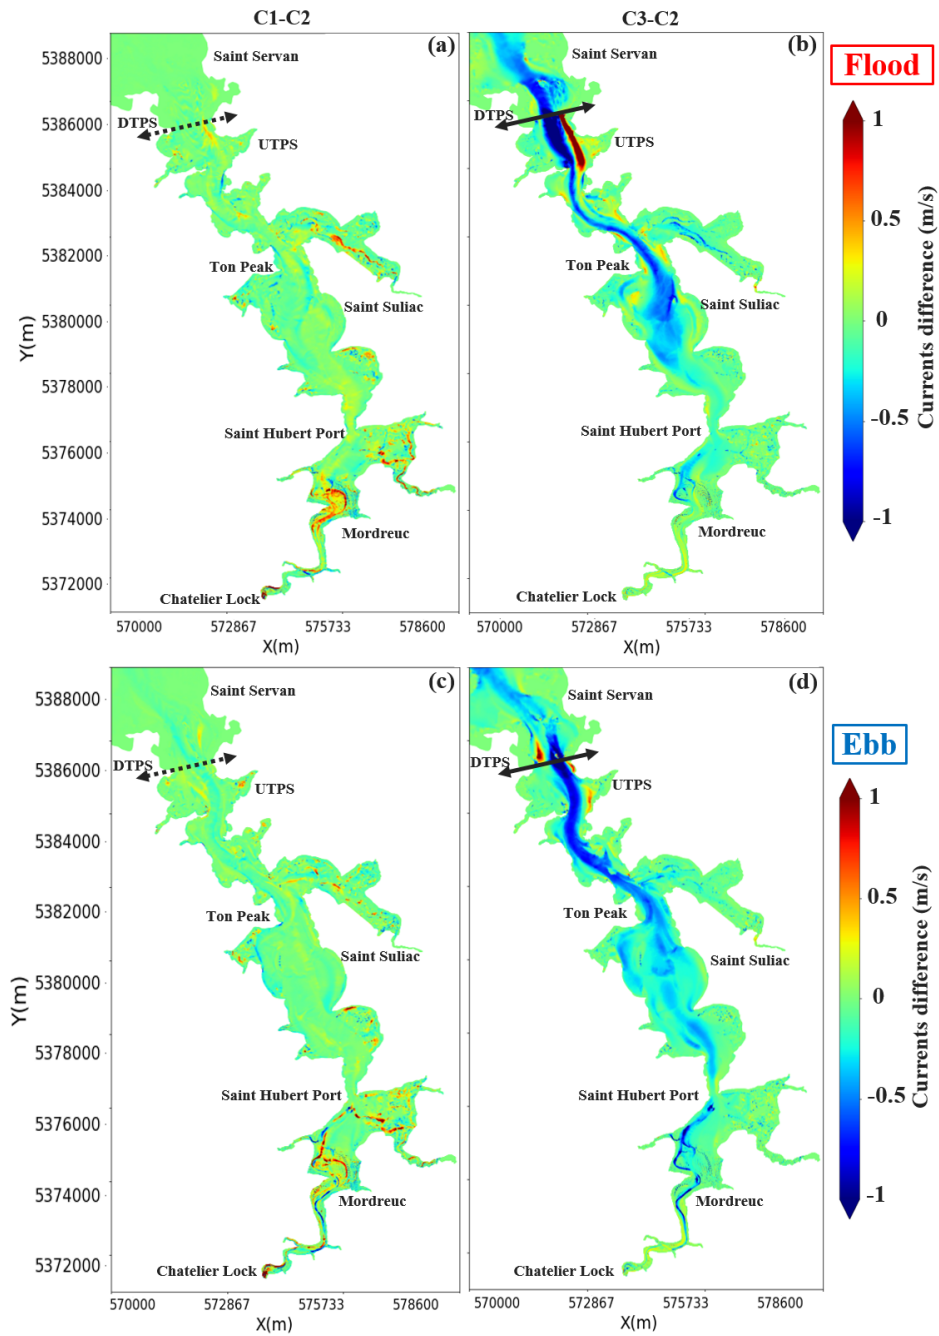 C1-C2
C3-C2
(a)
Saint Servan
DTPS
UTPS
Ton Peak
Saint Suliac
Saint Hubert Port
Mordreuc
Chatelier Lock
5388000
5386000
5384000
5382000
5380000
5378000
5376000
5374000
5372000
Y(m)
570000 572867 575733 578600
X(m)
(b)
Saint Servan
DTPS
UTPS
Ton Peak
Saint Suliac
Saint Hubert Port
Mordreuc
Chatelier Lock
570000 572867 575733 578600
X(m)
Flood
1
0.5
0
-0.5
-1
Currents difference (m/s)
(c)
Saint Servan
DTPS
UTPS
Ton Peak
Saint Suliac
Saint Hubert Port
Mordreuc
Chatelier Lock
5388000
5386000
5384000
5382000
5380000
5378000
5376000
5374000
5372000
Y(m)
570000 572867 575733 578600
X(m)
(d)
Saint Servan
DTPS
UTPS
Ton Peak
Saint Suliac
Saint Hubert Port
Mordreuc
Chatelier Lock
570000 572867 575733 578600
X(m)
Ebb
1
0.5
0
-0.5
-1
Currents difference (m/s)